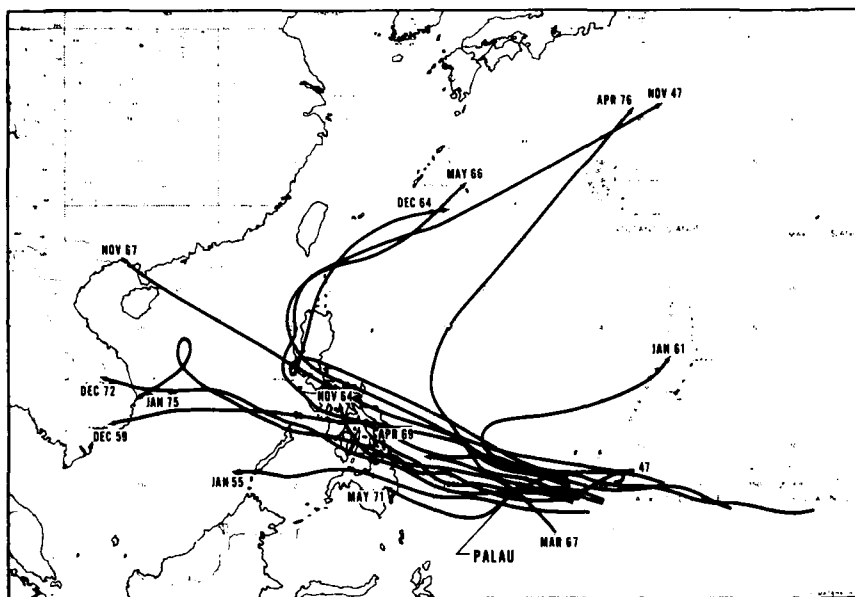 APR 76
NOV 47
MAY 66
DEC 64
NOV 67
JAN 61
DEC 72
JAN 75
NOV 64
DEC 59
APR 69
47
JAN 55
MAY 71
MAR 67
PALAU